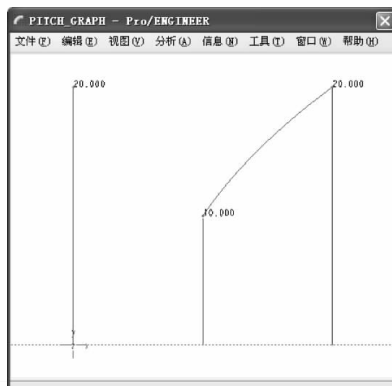 PITCH_GRAPH - Pro/ENGINEER
文件(F) 编辑(E) 视图(V) 分析(A) 信息(N) 工具(T) 窗口(W) 帮助(H)
20.000 20.000
10.000